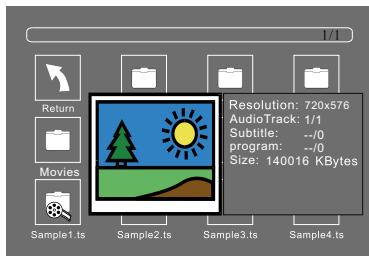 1/1
Return
Resolution: 720x576
AudioTrack: 1/1
Subtitle: --/0
program: --/0
Size: 140016 KBytes
Movies
Sample1.ts Sample2.ts Sample3.ts Sample4.ts